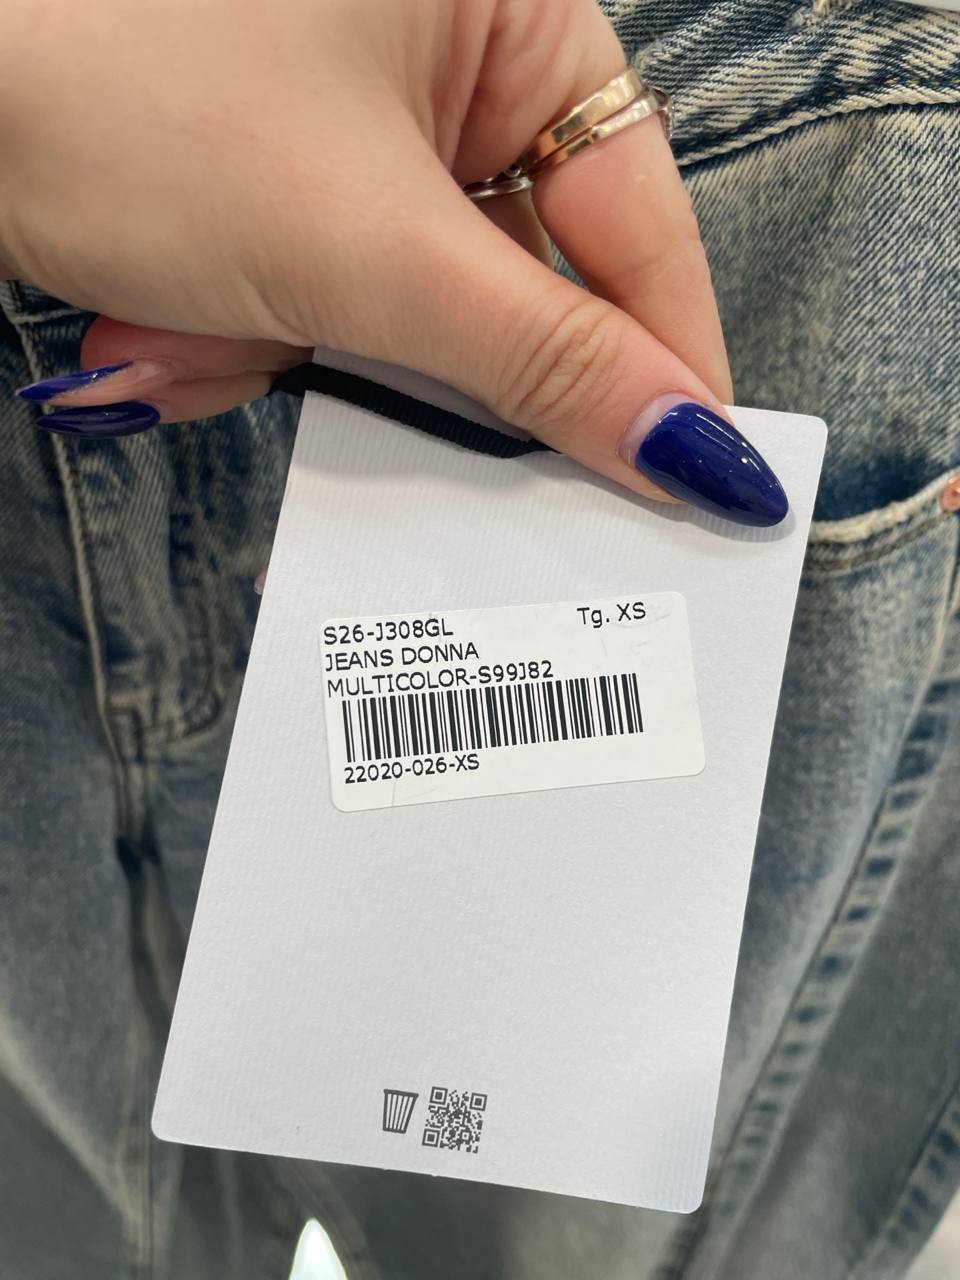 S26-J308GL Tg. XS
JEANS DONNA
MULTICOLOR-S99J82
22020-026-XS